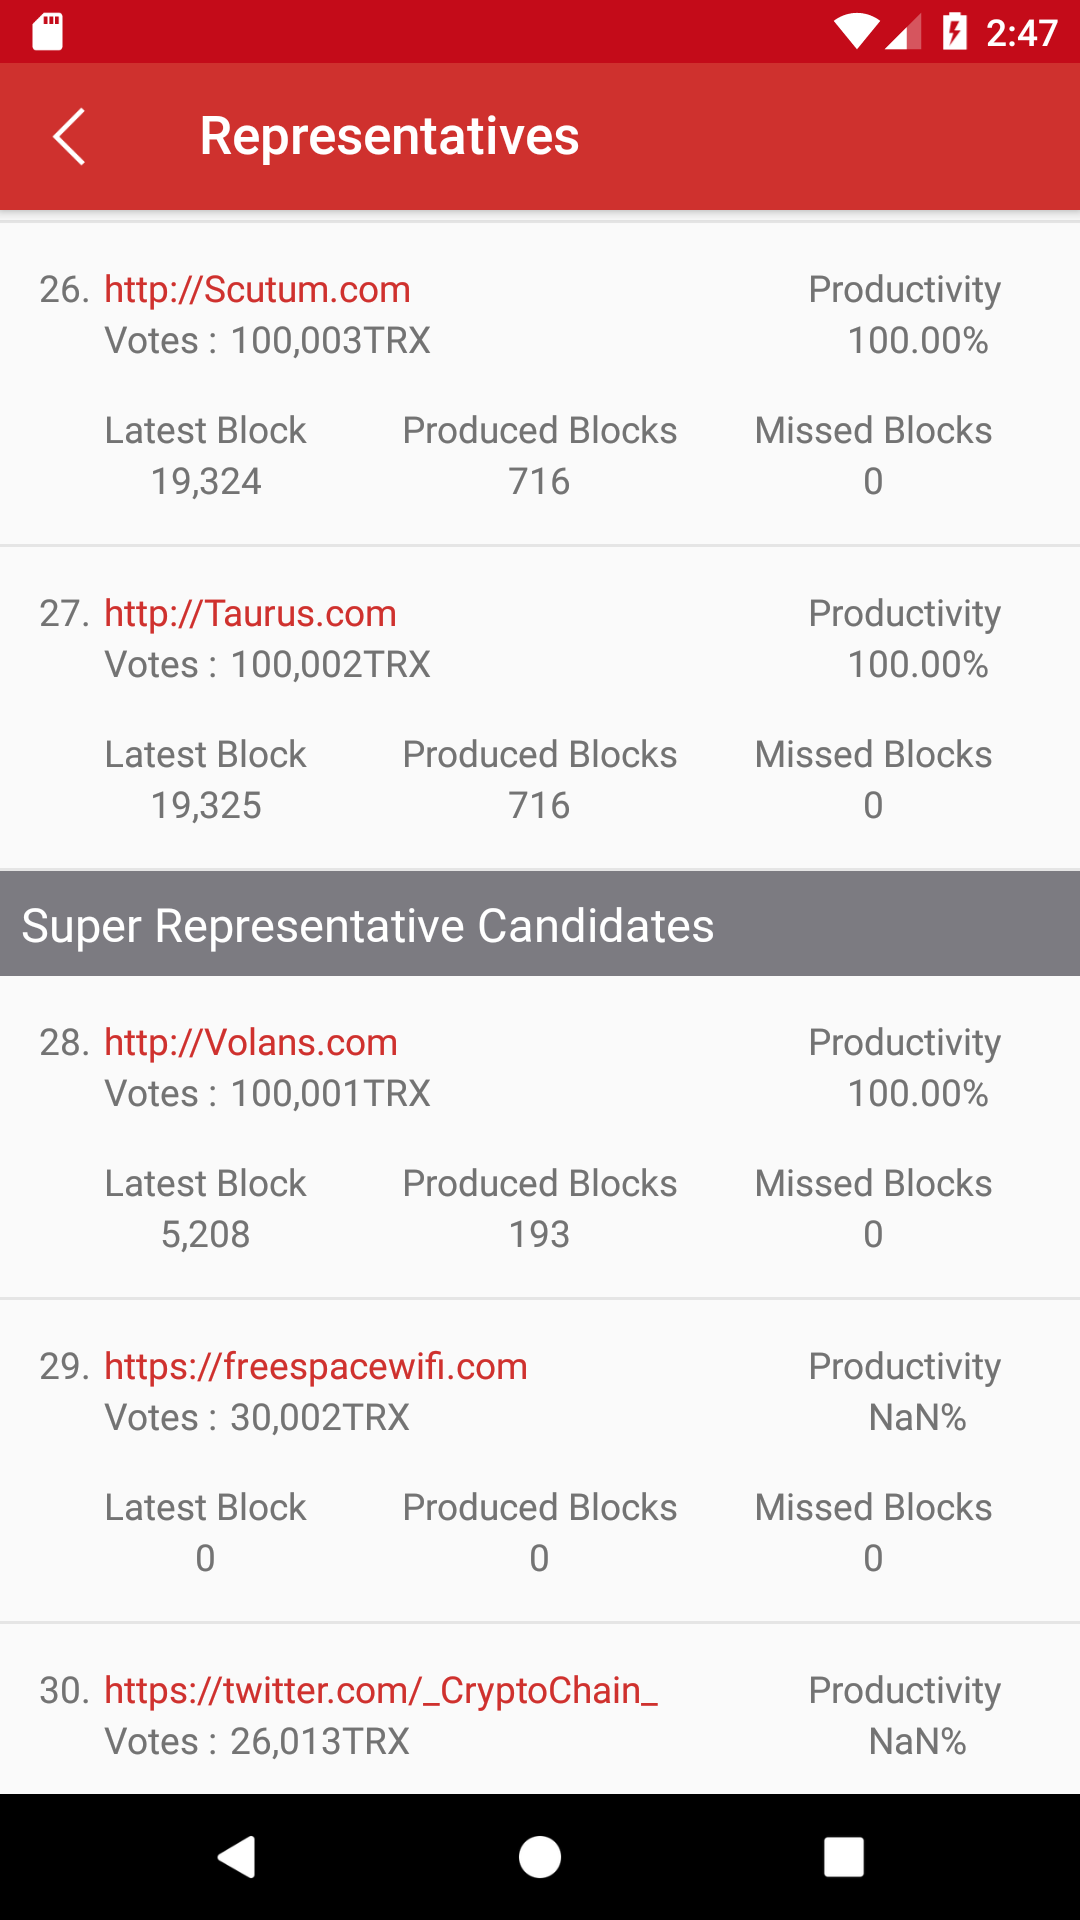 2:47
Representatives
26. http://Scutum.com Productivity
Votes : 100,003TRX 100.00%
Latest Block Produced Blocks Missed Blocks
19,324 716 0
27. http://Taurus.com Productivity
Votes : 100,002TRX 100.00%
Latest Block Produced Blocks Missed Blocks
19,325 716 0
Super Representative Candidates
28. http://Volans.com Productivity
Votes : 100,001TRX 100.00%
Latest Block Produced Blocks Missed Blocks
5,208 193 0
29. https://freespacewifi.com Productivity
Votes : 30,002TRX NaN%
Latest Block Produced Blocks Missed Blocks
0 0 0
30. https://twitter.com/_CryptoChain_ Productivity
Votes : 26,013TRX NaN%